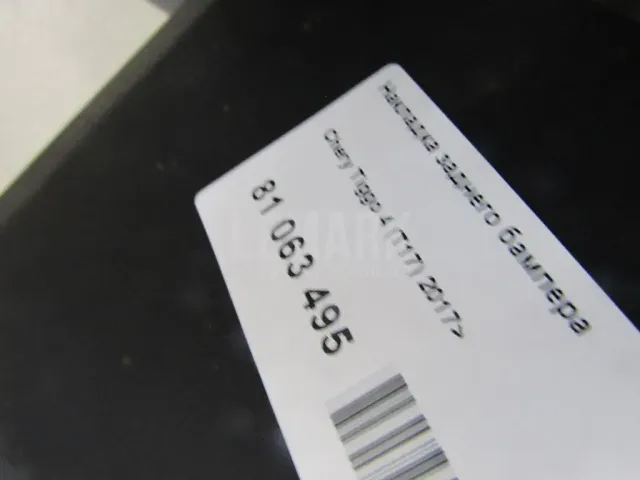 Накладка заднего бампера
Chery Tiggo 4 (T17) 2017>
81 063 495